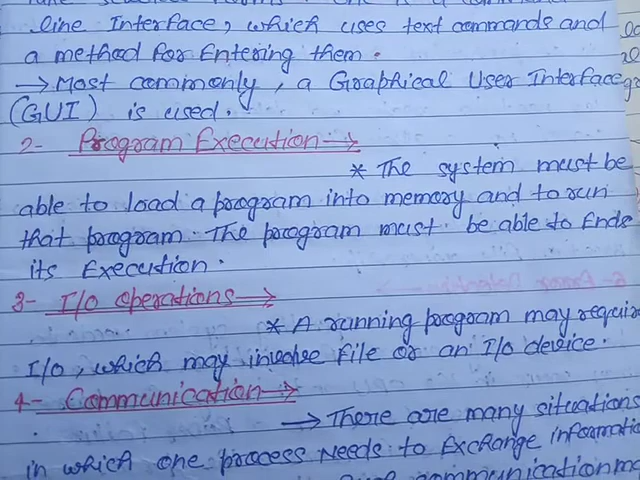 line Interface, which uses text commands and
a method for Entering them.
→ Most commonly, a Graphical User Interface
(GUI) is used.
2- Program Execution →
* The system must be
able to load a program into memory and to run
that program. The program must be able to Ends
its Execution.
3- I/O operations →
* A running program may require
I/O, which may involve file or an I/O device.
4- Communication →
→ There are many situations
in which one process Needs to Exchange informatio
communication ma